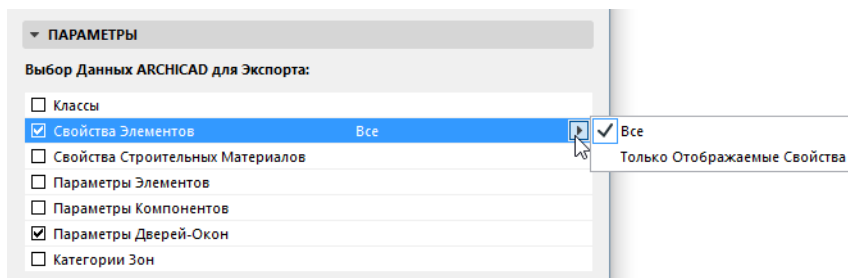 ПАРАМЕТРЫ
Выбор Данных ARCHICAD для Экспорта:
Классы
Свойства Элементов Все
Все
Только Отображаемые Свойства
Свойства Строительных Материалов
Параметры Элементов
Параметры Компонентов
Параметры Дверей-Окон
Категории Зон